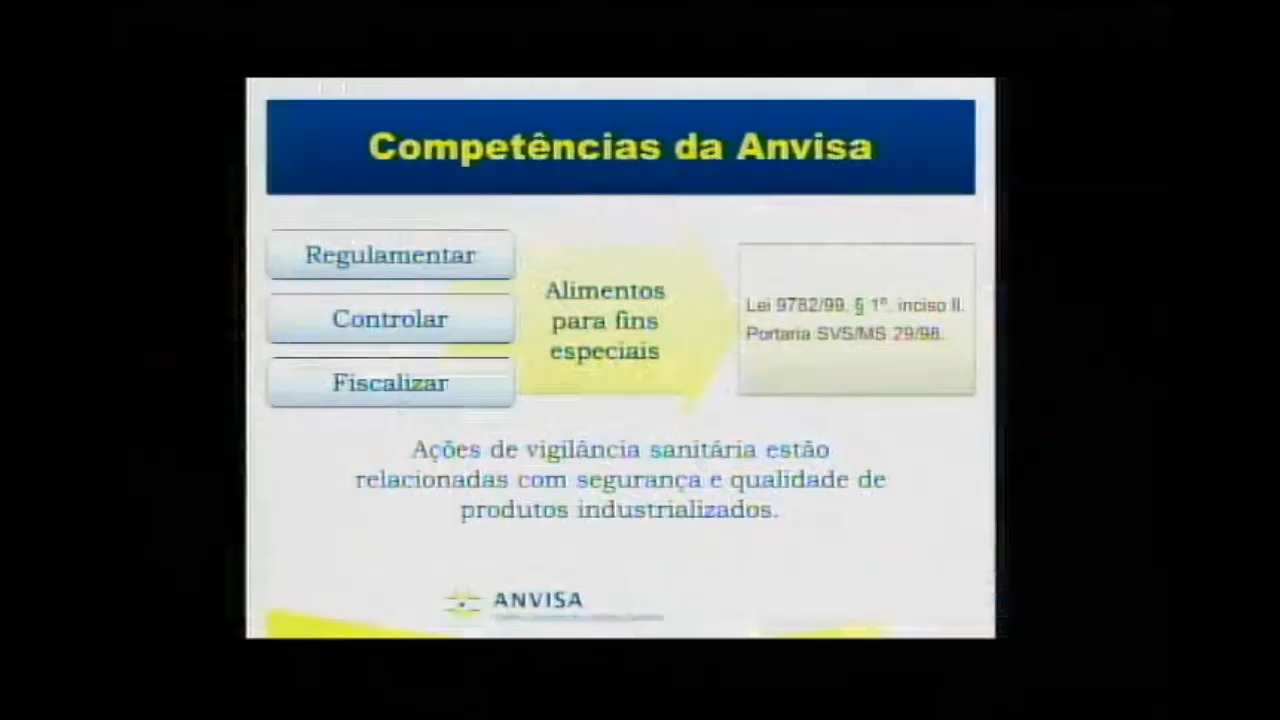 Competências da Anvisa
Regulamentar
Controlar
Fiscalizar
Alimentos
para fins
especiais
Lei 9782/99, § 1º, inciso II.
Portaria SVS/MS 29/98.
Ações de vigilância sanitária estão
relacionadas com segurança e qualidade de
produtos industrializados.
ANVISA